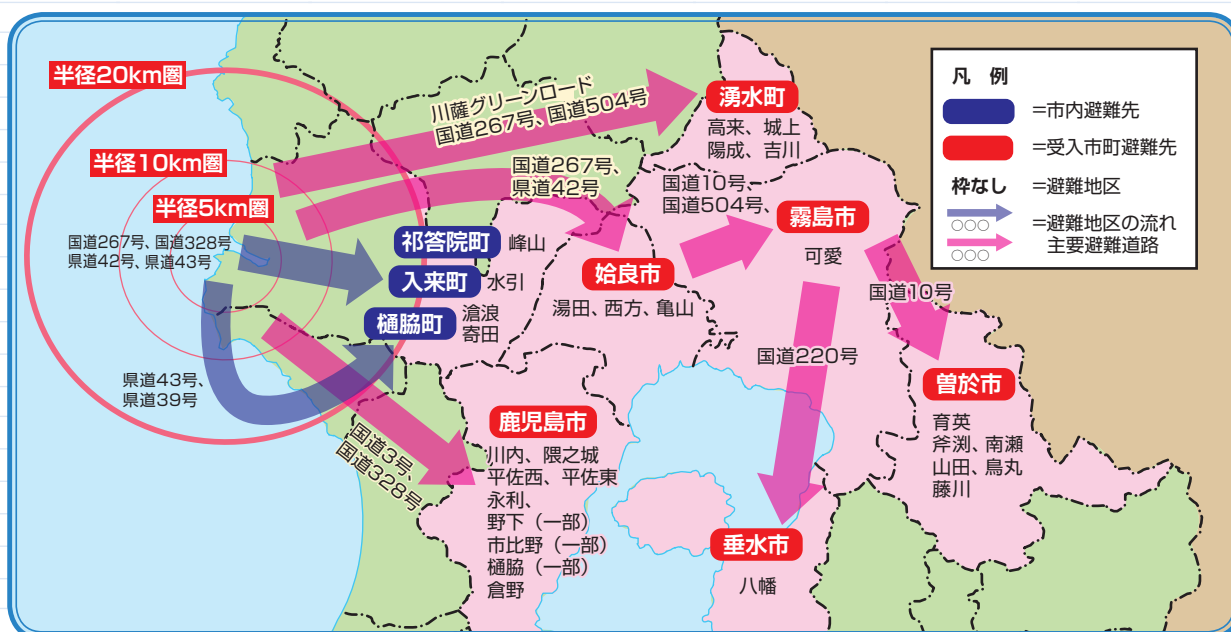 半径20km圏
半径10km圏
半径5km圏
川薩グリーンロード
国道267号、国道504号
国道267号、
県道42号
国道10号、
国道504号、
国道267号、国道328号
県道42号、県道43号
県道43号、
県道39号
国道3号、
国道328号
国道220号
国道10号
湧水町
高来、城上
陽成、吉川
霧島市
可愛
祁答院町
峰山
入来町
水引
樋脇町
滄浪
寄田
姶良市
湯田、西方、亀山
鹿児島市
川内、隈之城
平佐西、平佐東
永利、
野下（一部）
市比野（一部）
樋脇（一部）
倉野
曽於市
育英
斧渕、南瀬
山田、鳥丸
藤川
垂水市
八幡
凡 例
=市内避難先
=受入市町避難先
枠なし =避難地区
○○○ =避難地区の流れ
○○○ 主要避難道路